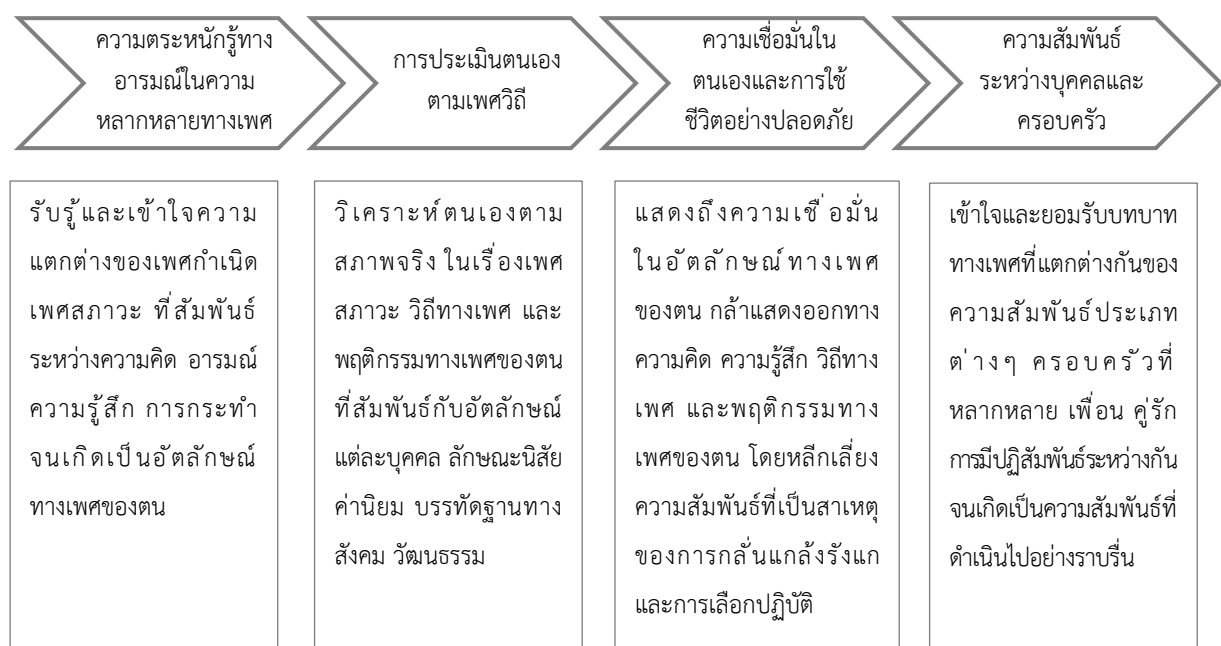 ความตระหนักรู้ทาง
อารมณ์ในความ
หลากหลายทางเพศ
การประเมินตนเอง
ตามเพศวิถี
ความเชื่อมั่นใน
ตนเองและการใช้
ชีวิตอย่างปลอดภัย
ความสัมพันธ์
ระหว่างบุคคลและ
ครอบครัว
รับรู้และเข้าใจความ
แตกต่างของเพศกำเนิด
เพศสภาวะ ที่สัมพันธ์
ระหว่างความคิด อารมณ์
ความรู้สึก การกระทำ
จนเกิดเป็นอัตลักษณ์
ทางเพศของตน
วิเคราะห์ตนเองตาม
สภาพจริง ในเรื่องเพศ
สภาวะ วิถีทางเพศ และ
พฤติกรรมทางเพศของตน
ที่สัมพันธ์กับอัตลักษณ์
แต่ละบุคคล ลักษณะนิสัย
ค่านิยม บรรทัดฐานทาง
สังคม วัฒนธรรม
แสดงถึงความเชื่อมั่น
ในอัตลักษณ์ทางเพศ
ของตน กล้าแสดงออกทาง
ความคิด ความรู้สึก วิถีทาง
เพศ และพฤติกรรมทาง
เพศของตน โดยหลีกเลี่ยง
ความสัมพันธ์ที่เป็นสาเหตุ
ของการกลั่นแกล้งรังแก
และการเลือกปฏิบัติ
เข้าใจและยอมรับบทบาท
ทางเพศที่แตกต่างกันของ
ความสัมพันธ์ประเภท
ต่างๆ ครอบครัวที่
หลากหลาย เพื่อน คู่รัก
การมีปฏิสัมพันธ์ระหว่างกัน
จนเกิดเป็นความสัมพันธ์ที่
ดำเนินไปอย่างราบรื่น